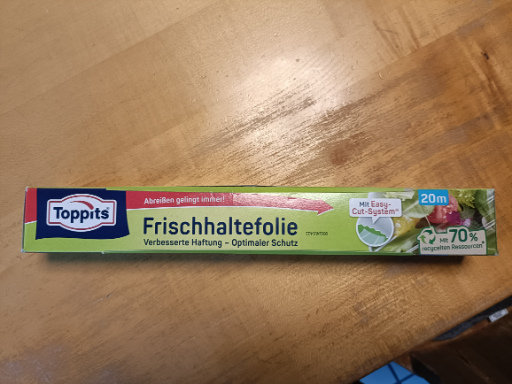 Toppits
Abreißen gelingt immer!
Frischhaltefolie
Verbesserte Haftung – Optimaler Schutz
Mit Easy-
Cut-System
20m
Mit 70%
recycelten Ressourcen